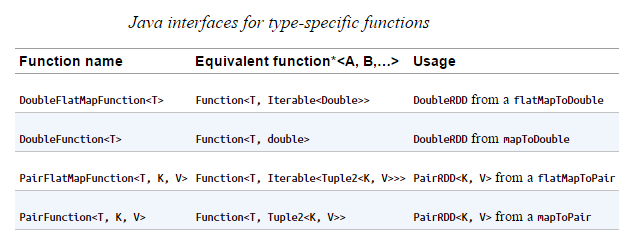 Java interfaces for type-specific functions
Function name Equivalent function*<A, B,…> Usage
DoubleFlatMapFunction<T> Function<T, Iterable<Double>> DoubleRDD from a flatMapToDouble
DoubleFunction<T> Function<T, double> DoubleRDD from mapToDouble
PairFlatMapFunction<T, K, V> Function<T, Iterable<Tuple2<K, V>>> PairRDD<K, V> from a flatMapToPair
PairFunction<T, K, V> Function<T, Tuple2<K, V>> PairRDD<K, V> from a mapToPair